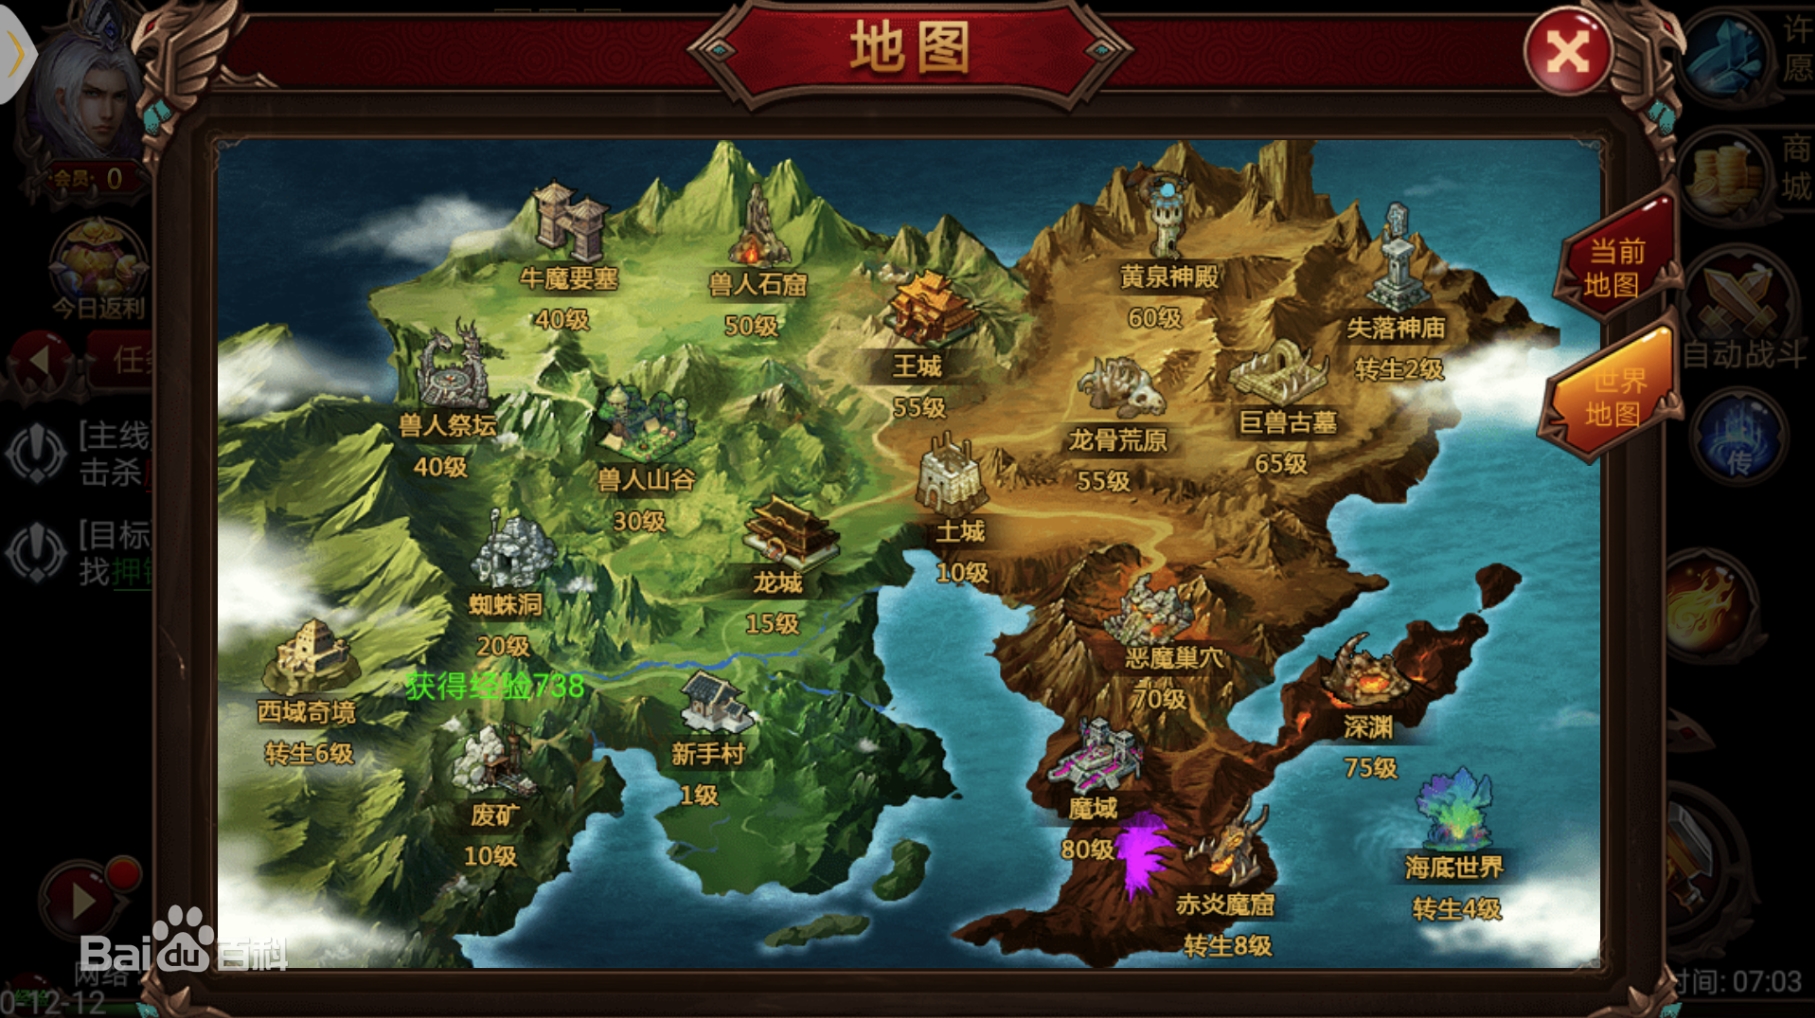 地图
许
愿
会员: 0
商
城
今日返利
当前
地图
自动战斗
世界
地图
传
任务
[主线
击杀
[目标
找押镖
牛魔要塞
40级
兽人石窟
50级
黄泉神殿
60级
失落神庙
转生2级
王城
55级
兽人祭坛
40级
兽人山谷
30级
龙骨荒原
55级
巨兽古墓
65级
土城
10级
龙城
15级
蜘蛛洞
20级
恶魔巢穴
70级
获得经验738
西域奇境
转生6级
新手村
1级
深渊
75级
废矿
10级
魔域
80级
海底世界
转生4级
赤炎魔窟
转生8级
Bai du 百科
网络
经验
0-12-12
时间: 07:03